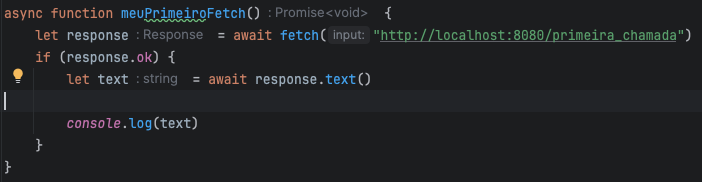 async function meuPrimeiroFetch() :Promise<void> {
let response :Response = await fetch( input: "http://localhost:8080/primeira_chamada")
if (response.ok) {
let text :string = await response.text()
console.log(text)
}
}